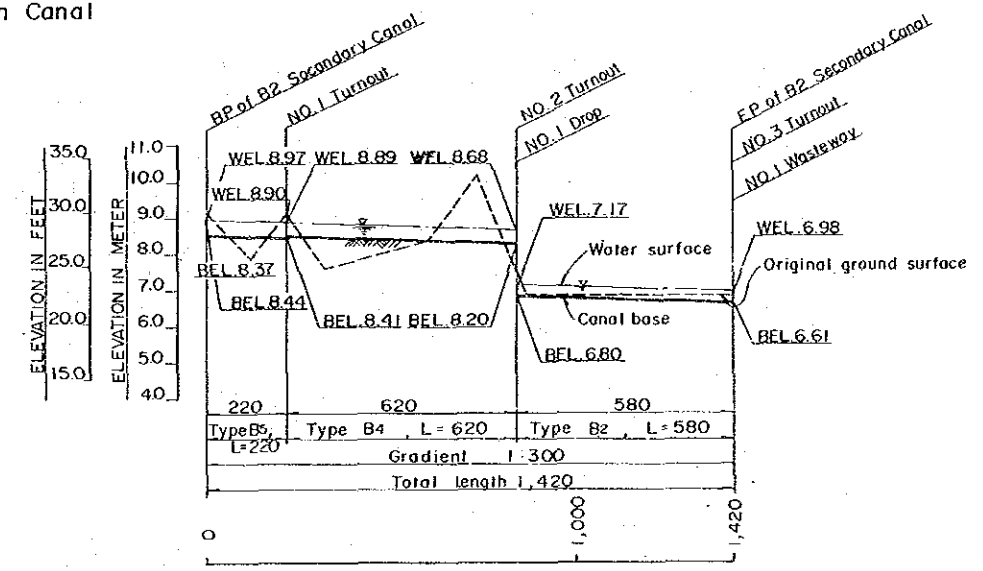 n Canal
BP of B2 Socandary Canal
NO. 1 Turnout
NO. 2 Turnout
NO. 1 Drop
E.P of B2 Secondary Canal
NO. 3 Turnout
NO. 1 Wasteway
ELEVATION IN FEET
35.0
30.0
25.0
20.0
15.0
ELEVATION IN METER
11.0
10.0
9.0
8.0
7.0
6.0
5.0
4.0
WEL.8.97
WEL.8.89
WEL.8.68
WEL.8.90
WEL.7.17
WEL.6.98
Water surface
Original ground surface
BEL.8.37
BEL.8.44
BEL.8.41
BEL.8.20
Canal base
BEL.6.80
BEL.6.61
220
620
580
Type B5,
L=220
Type B4 , L = 620
Type B2 , L = 580
Gradient 1:300
Total length 1,420
0
1,000
1,420